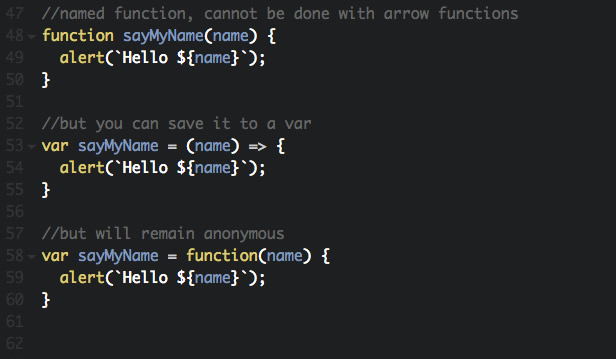 47 //named function, cannot be done with arrow functions
48 function sayMyName(name) {
49   alert(`Hello ${name}`);
50 }
51
52 //but you can save it to a var
53 var sayMyName = (name) => {
54   alert(`Hello ${name}`);
55 }
56
57 //but will remain anonymous
58 var sayMyName = function(name) {
59   alert(`Hello ${name}`);
60 }
61
62